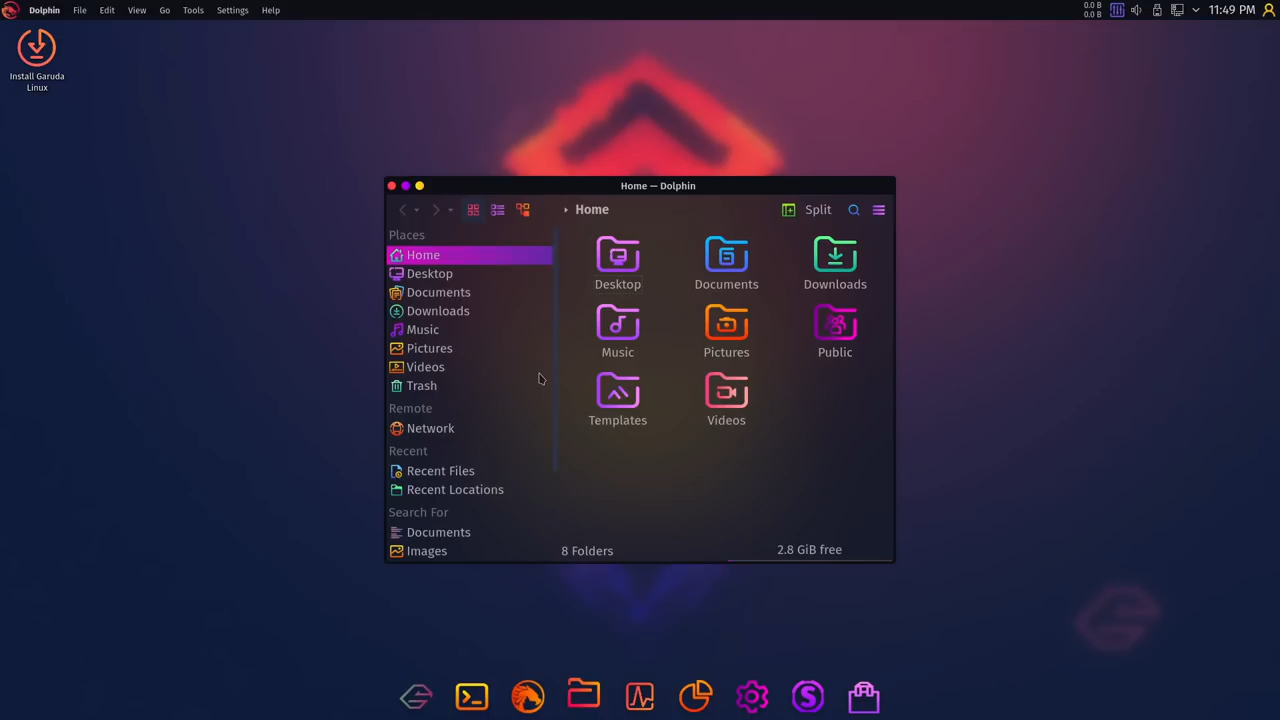 Dolphin File Edit View Go Tools Settings Help
0.0 B
0.0 B
11:49 PM
Install Garuda
Linux
Home — Dolphin
Home
Split
Places
Home
Desktop
Documents
Downloads
Music
Pictures
Videos
Trash
Remote
Network
Recent
Recent Files
Recent Locations
Search For
Documents
Images
Desktop Documents Downloads
Music Pictures Public
Templates Videos
8 Folders
2.8 GiB free